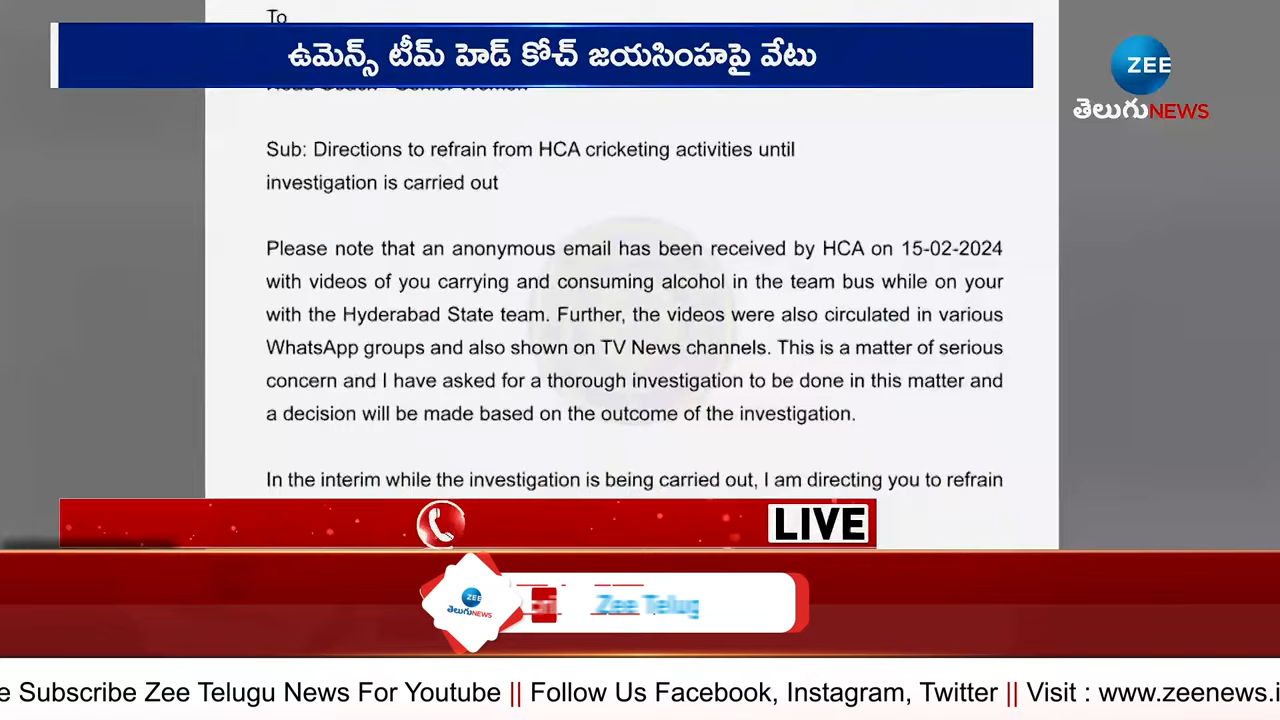 To
ఉమెన్స్ టీమ్ హెడ్ కోచ్ జయసింహపై వేటు
ZEE
తెలుగుNEWS
Sub: Directions to refrain from HCA cricketing activities until
investigation is carried out
Please note that an anonymous email has been received by HCA on 15-02-2024
with videos of you carrying and consuming alcohol in the team bus while on your
with the Hyderabad State team. Further, the videos were also circulated in various
WhatsApp groups and also shown on TV News channels. This is a matter of serious
concern and I have asked for a thorough investigation to be done in this matter and
a decision will be made based on the outcome of the investigation.
In the interim while the investigation is being carried out, I am directing you to refrain
LIVE
ZEE
తెలుగుNEWS
Zee Telug
e Subscribe Zee Telugu News For Youtube || Follow Us Facebook, Instagram, Twitter || Visit : www.zeenews.i